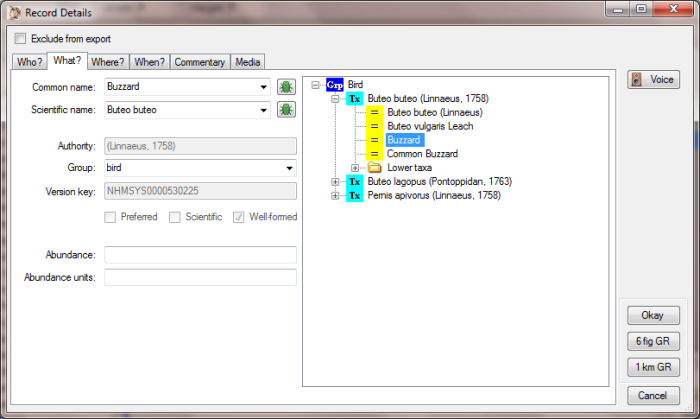 Record Details
Exclude from export
Who? What? Where? When? Commentary Media
Common name: Buzzard
Scientific name: Buteo buteo
Authority: (Linnaeus, 1758)
Group: bird
Version key: NHMSYS0000530225
Preferred Scientific Well-formed
Abundance:
Abundance units:
Grp Bird
Tx Buteo buteo (Linnaeus, 1758)
= Buteo buteo (Linnaeus)
= Buteo vulgaris Leach
= Buzzard
= Common Buzzard
Lower taxa
Tx Buteo lagopus (Pontoppidan, 1763)
Tx Pernis apivorus (Linnaeus, 1758)
Voice
Okay
6 fig GR
1 km GR
Cancel